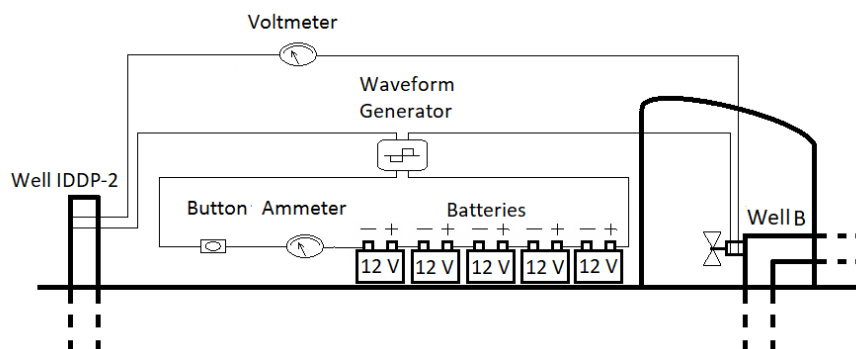 Voltmeter
Waveform
Generator
Well IDDP-2
Button Ammeter Batteries
Well B
− + − + − + − + − +
12 V 12 V 12 V 12 V 12 V